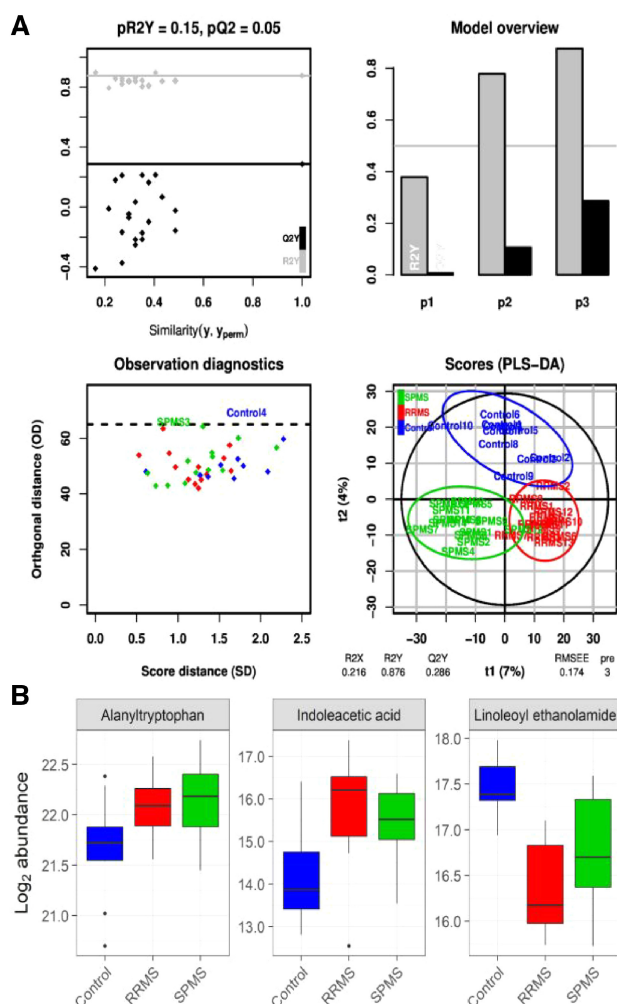 A
pR2Y = 0.15, pQ2 = 0.05
0.8
0.4
0.0
−0.4
Q2Y
R2Y
0.2 0.4 0.6 0.8 1.0
Similarity(y, yperm)
Model overview
0.8
0.6
0.4
0.2
0.0
R2Y
p1 p2 p3
Observation diagnostics
Orthogonal distance (OD)
60
40
20
0
SPMS3
Control4
0.0 0.5 1.0 1.5 2.0 2.5
Score distance (SD)
Scores (PLS−DA)
t2 (4%)
30
20
10
0
−10
−20
−30
SPMS
RRMS
Control
Control6
Control10
Control8
Control2
Control9
RRMS2
RRMS1
RRMS12
SPMS11
SPMS7
SPMS2
SPMS4
−30 −20 −10 0 10 20 30
t1 (7%)
R2X R2Y Q2Y RMSEE pre
0.216 0.876 0.286 0.174 3
B
Log2 abundance
Alanyltryptophan
22.5
22.0
21.5
21.0
Control RRMS SPMS
Indoleacetic acid
17.0
16.0
15.0
14.0
13.0
Control RRMS SPMS
Linoleoyl ethanolamide
18.0
17.5
17.0
16.5
16.0
Control RRMS SPMS